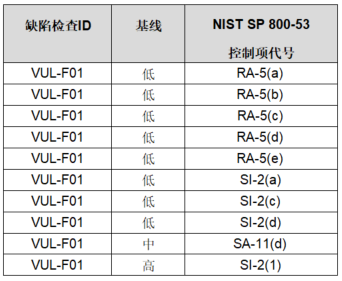 缺陷检查ID 基线 NIST SP 800-53
控制项代号
VUL-F01 低 RA-5(a)
VUL-F01 低 RA-5(b)
VUL-F01 低 RA-5(c)
VUL-F01 低 RA-5(d)
VUL-F01 低 RA-5(e)
VUL-F01 低 SI-2(a)
VUL-F01 低 SI-2(c)
VUL-F01 低 SI-2(d)
VUL-F01 中 SA-11(d)
VUL-F01 高 SI-2(1)